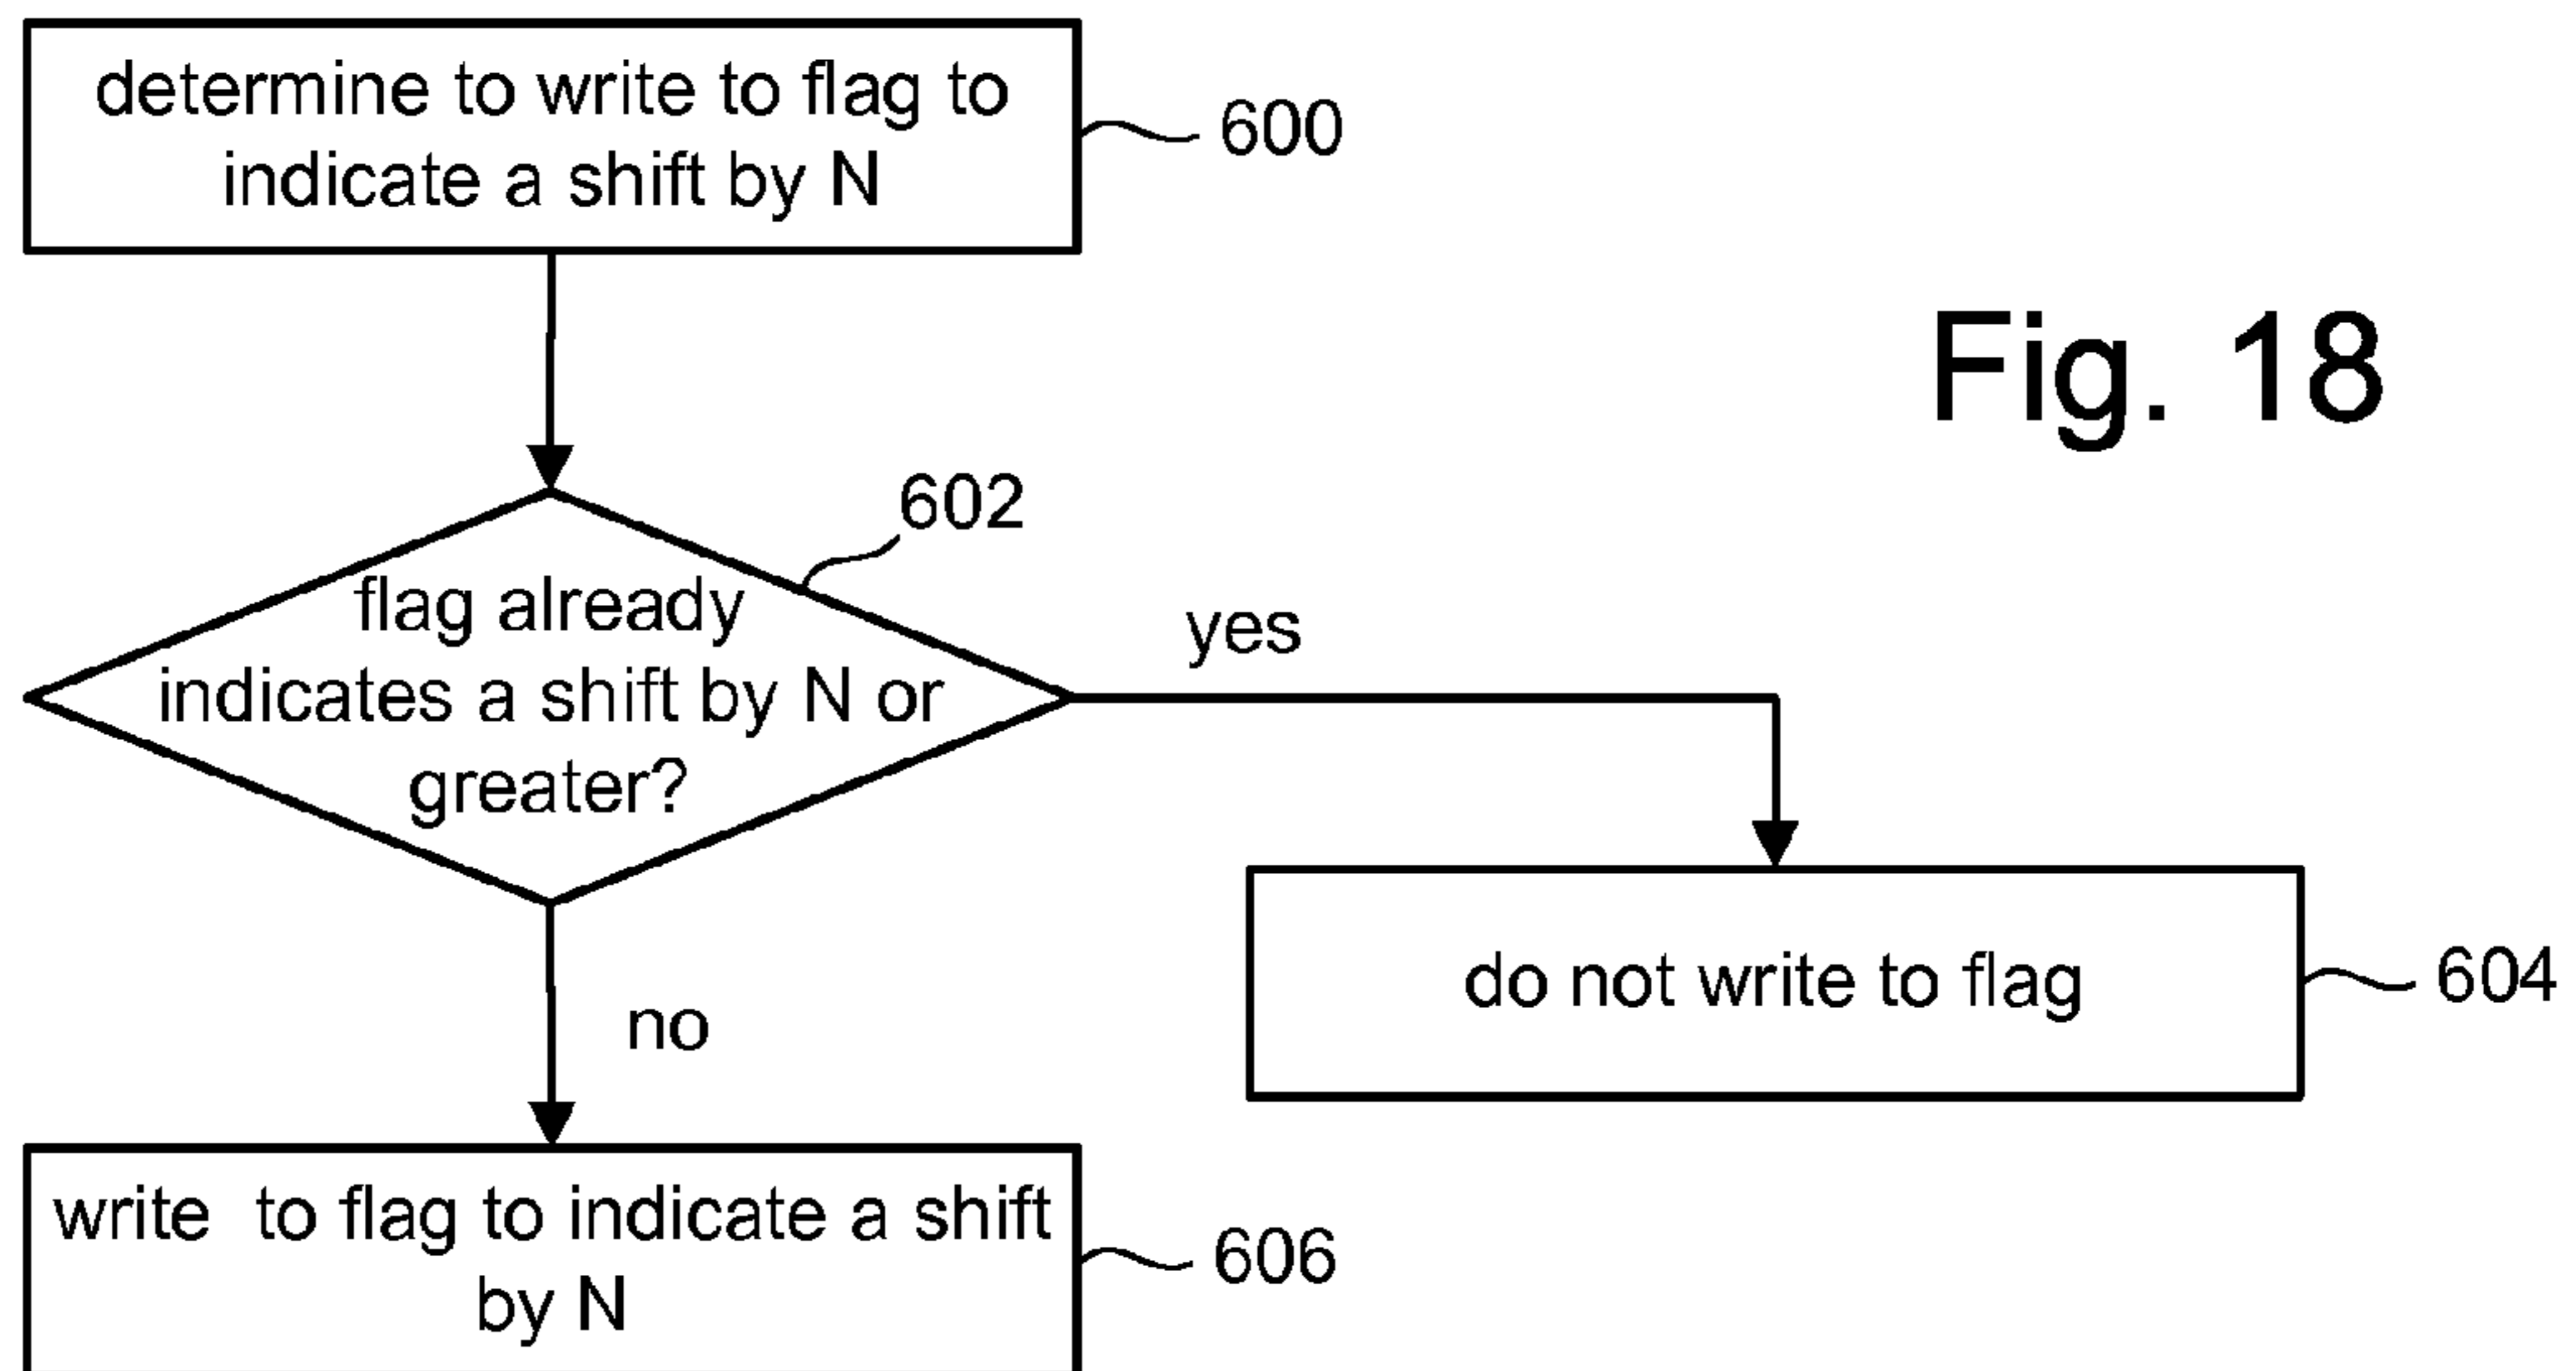 determine to write to flag to
indicate a shift by N
600
Fig. 18
602
flag already
indicates a shift by N or
greater?
yes
do not write to flag
604
no
write to flag to indicate a shift
by N
606